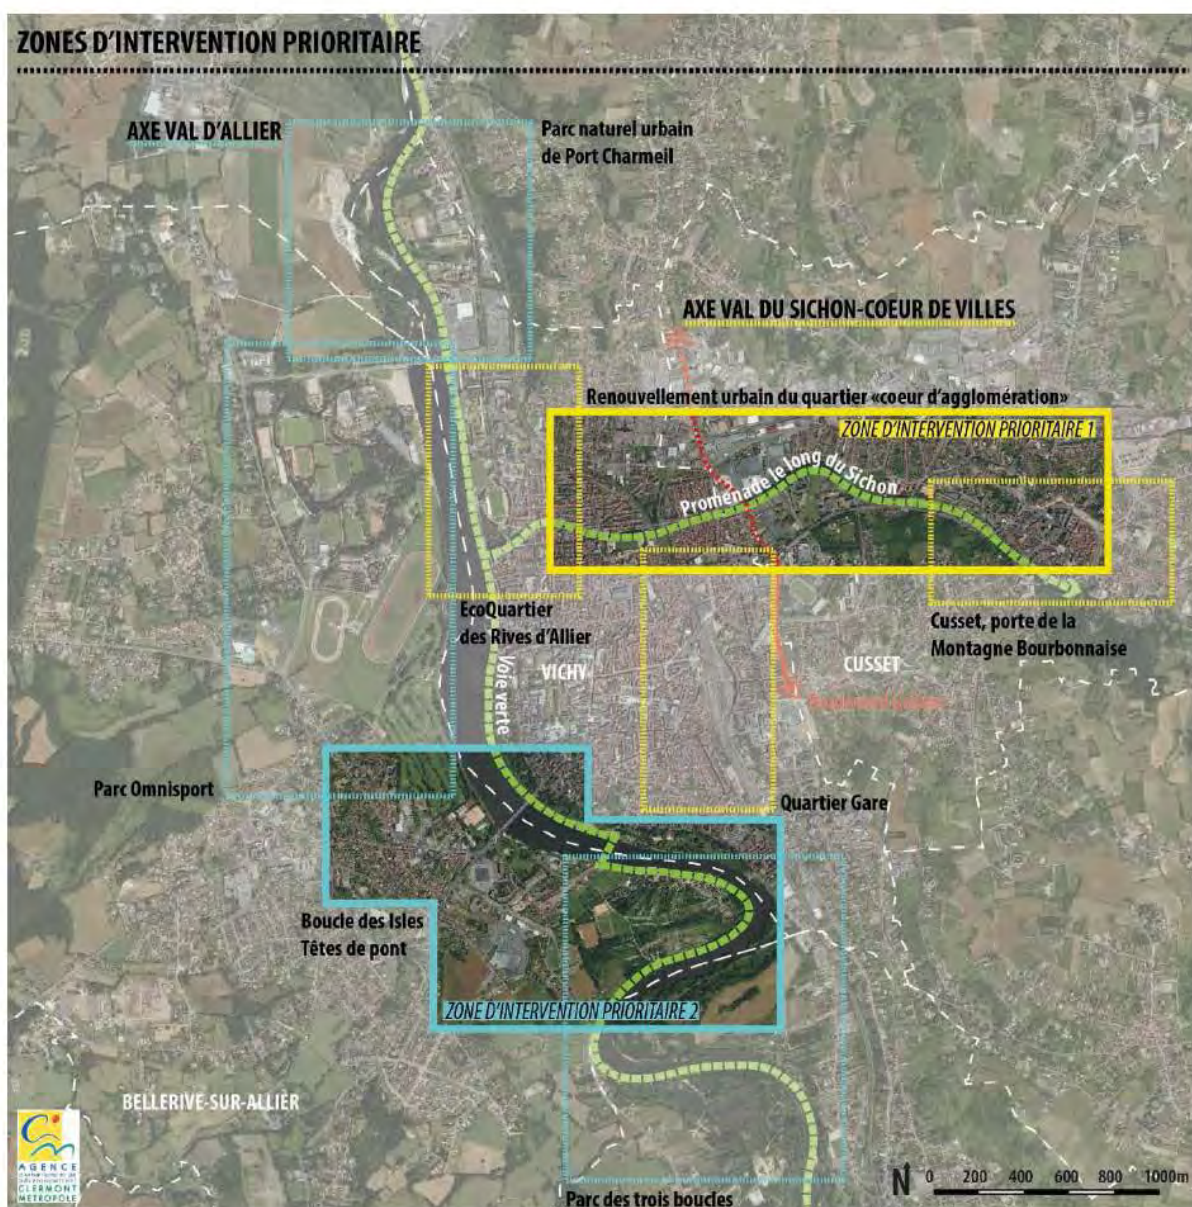 ZONES D'INTERVENTION PRIORITAIRE
AXE VAL D'ALLIER
Parc naturel urbain
de Port Charmeil
AXE VAL DU SICHON-COEUR DE VILLES
Renouvellement urbain du quartier «coeur d'agglomération»
ZONE D'INTERVENTION PRIORITAIRE 1
Promenade le long du Sichon
EcoQuartier
des Rives d'Allier
Cusset, porte de la
Montagne Bourbonnaise
Voie verte
VICHY
CUSSET
Parc Omnisport
Quartier Gare
Boucle des Isles
Têtes de pont
ZONE D'INTERVENTION PRIORITAIRE 2
BELLERIVE-SUR-ALLIER
Parc des trois boucles
AGENCE
CLERMONT
METROPOLE
N 0 200 400 600 800 1000m